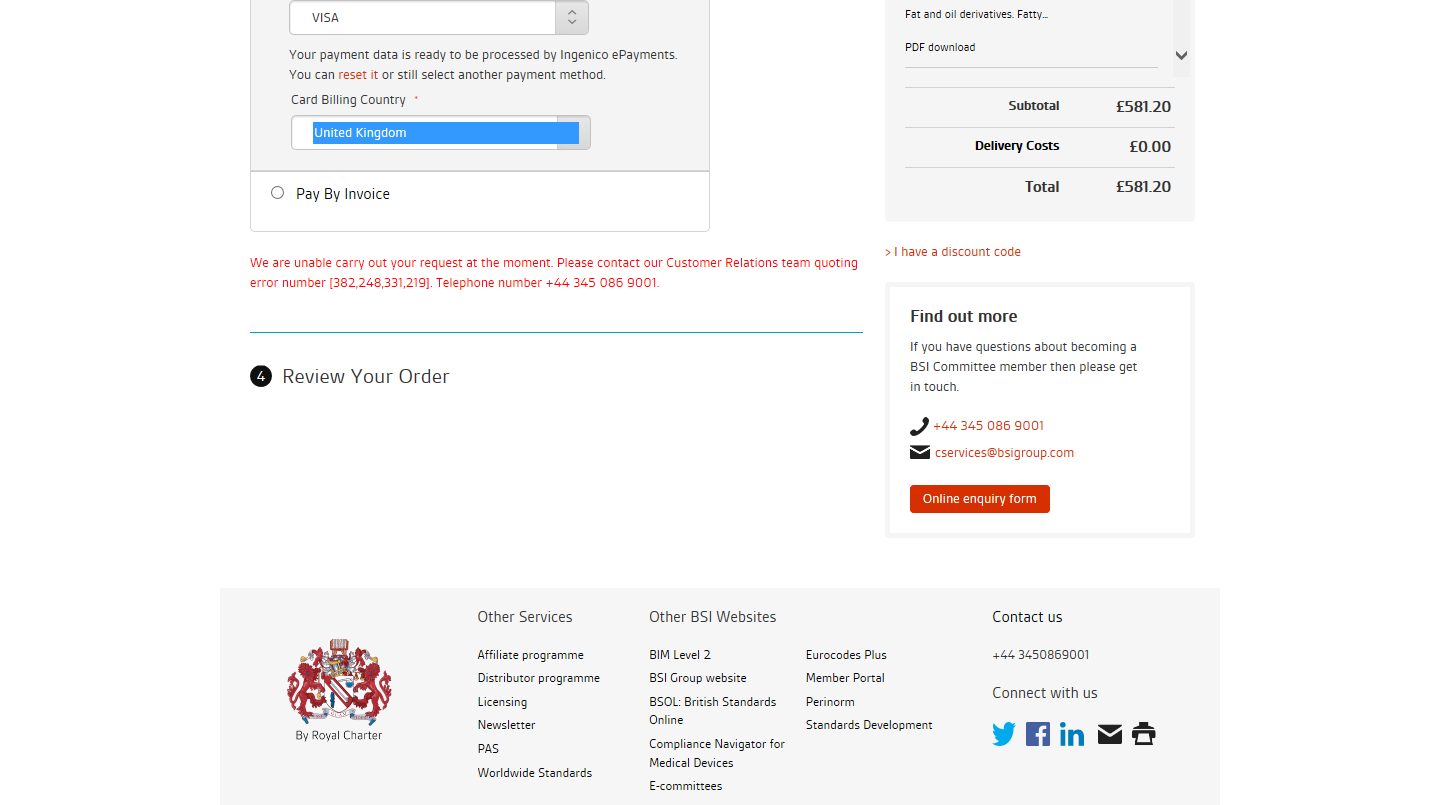 VISA
Your payment data is ready to be processed by Ingenico ePayments.
You can reset it or still select another payment method.
Card Billing Country *
United Kingdom
Pay By Invoice
We are unable carry out your request at the moment. Please contact our Customer Relations team quoting
error number [382,248,331,219]. Telephone number +44 345 086 9001.
4 Review Your Order
Fat and oil derivatives. Fatty...
PDF download
Subtotal £581.20
Delivery Costs £0.00
Total £581.20
> I have a discount code
Find out more
If you have questions about becoming a
BSI Committee member then please get
in touch.
+44 345 086 9001
cservices@bsigroup.com
Online enquiry form
By Royal Charter
Other Services
Affiliate programme
Distributor programme
Licensing
Newsletter
PAS
Worldwide Standards
Other BSI Websites
BIM Level 2
BSI Group website
BSOL: British Standards
Online
Compliance Navigator for
Medical Devices
E-committees
Eurocodes Plus
Member Portal
Perinorm
Standards Development
Contact us
+44 3450869001
Connect with us